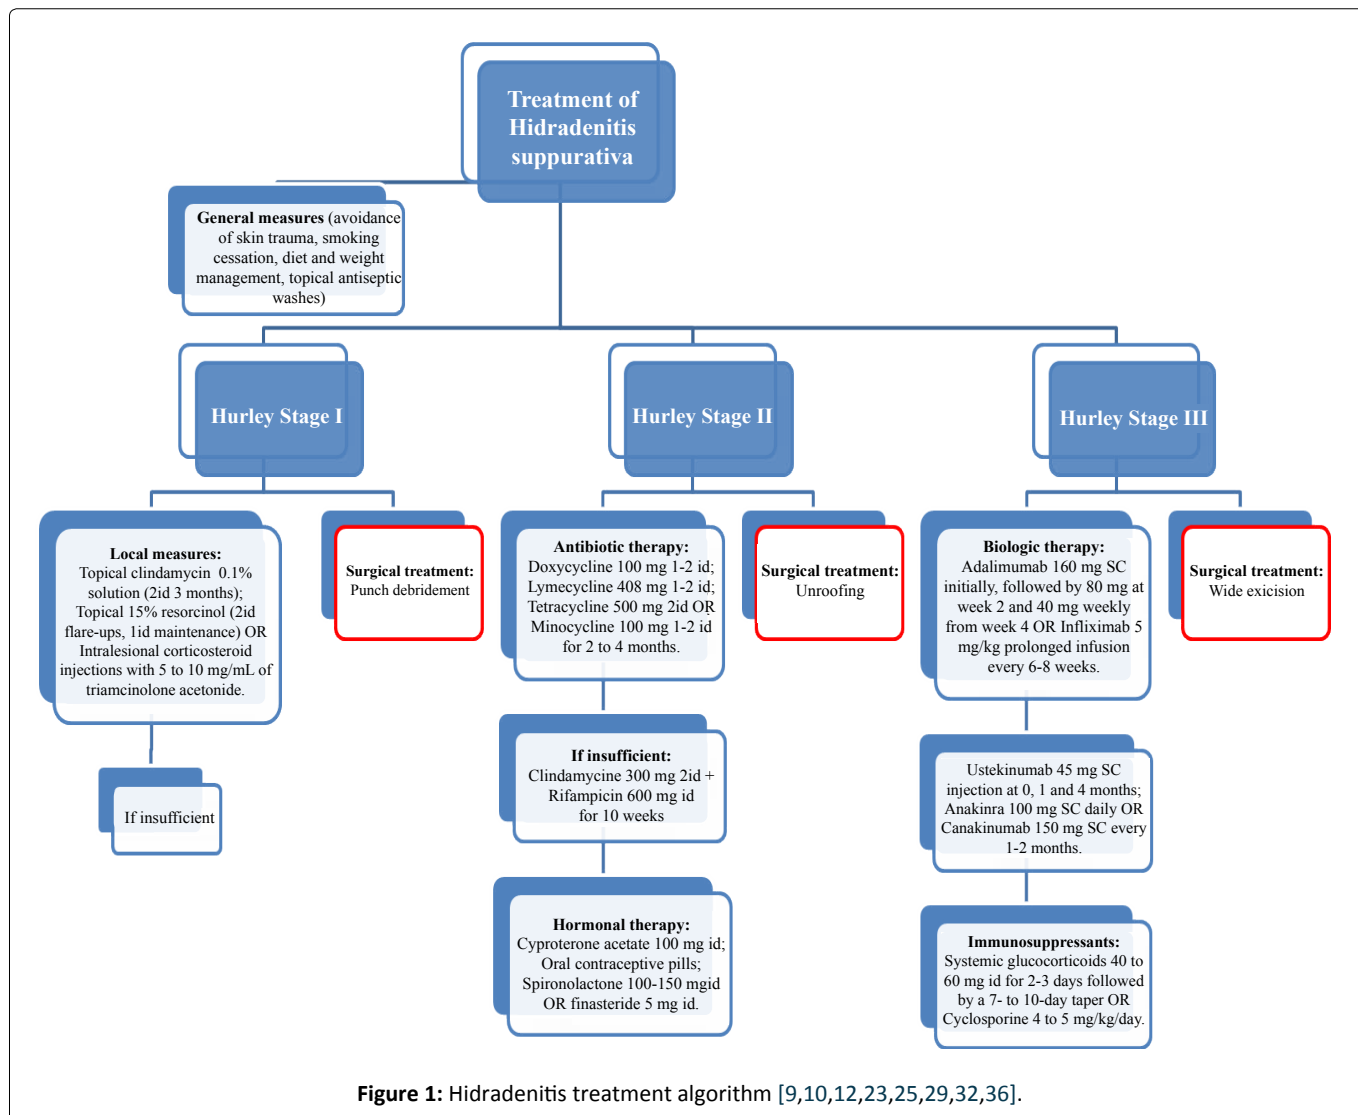 Treatment of
Hidradenitis
suppurativa
General measures (avoidance
of skin trauma, smoking
cessation, diet and weight
management, topical antiseptic
washes)
Hurley Stage I
Hurley Stage II
Hurley Stage III
Local measures:
Topical clindamycin 0.1%
solution (2id 3 months);
Topical 15% resorcinol (2id
flare-ups, 1id maintenance) OR
Intralesional corticosteroid
injections with 5 to 10 mg/mL of
triamcinolone acetonide.
If insufficient
Surgical treatment:
Punch debridement
Antibiotic therapy:
Doxycycline 100 mg 1-2 id;
Lymecycline 408 mg 1-2 id;
Tetracycline 500 mg 2id OR
Minocycline 100 mg 1-2 id
for 2 to 4 months.
If insufficient:
Clindamycine 300 mg 2id +
Rifampicin 600 mg id
for 10 weeks
Hormonal therapy:
Cyproterone acetate 100 mg id;
Oral contraceptive pills;
Spironolactone 100-150 mgid
OR finasteride 5 mg id.
Surgical treatment:
Unroofing
Biologic therapy:
Adalimumab 160 mg SC
initially, followed by 80 mg at
week 2 and 40 mg weekly
from week 4 OR Infliximab 5
mg/kg prolonged infusion
every 6-8 weeks.
Ustekinumab 45 mg SC
injection at 0, 1 and 4 months;
Anakinra 100 mg SC daily OR
Canakinumab 150 mg SC every
1-2 months.
Immunosuppressants:
Systemic glucocorticoids 40 to
60 mg id for 2-3 days followed
by a 7- to 10-day taper OR
Cyclosporine 4 to 5 mg/kg/day.
Surgical treatment:
Wide exicision
Figure 1: Hidradenitis treatment algorithm [9,10,12,23,25,29,32,36].